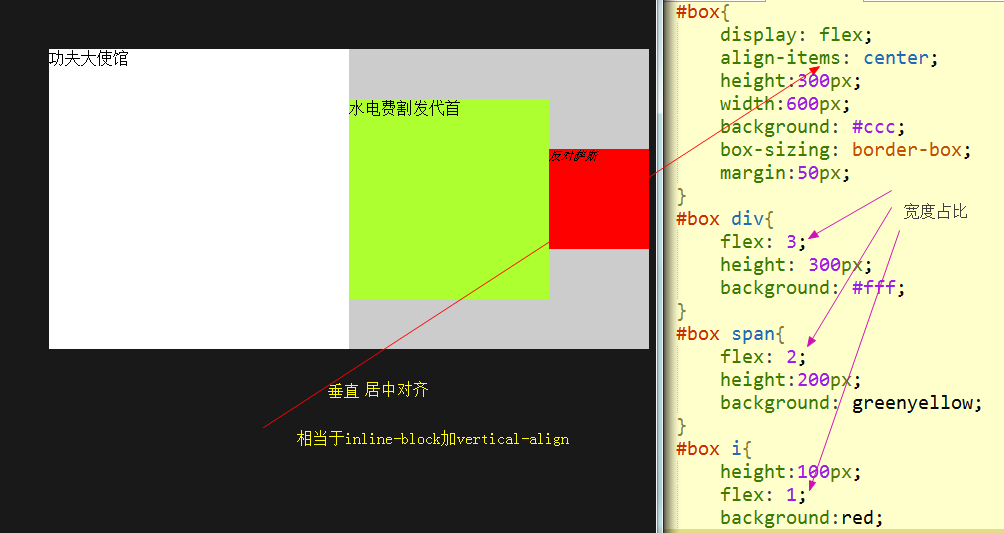 功夫大使馆
水电费割发代首
反对萨斯
垂直 居中对齐
相当于inline-block加vertical-align
#box{
display: flex;
align-items: center;
height:300px;
width:600px;
background: #ccc;
box-sizing: border-box;
margin:50px;
}
#box div{
flex: 3;
height: 300px;
background: #fff;
}
#box span{
flex: 2;
height:200px;
background: greenyellow;
}
#box i{
height:100px;
flex: 1;
background:red;
宽度占比